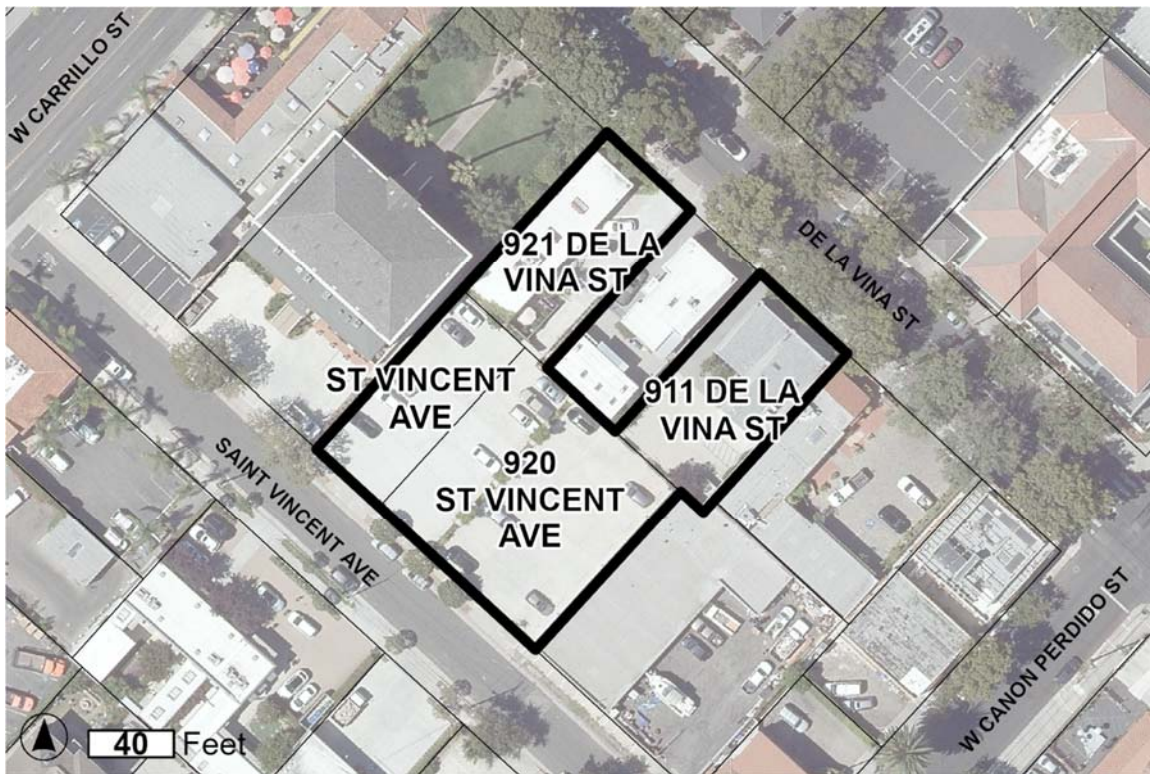 W CARRILLO ST
DE LA VINA ST
921 DE LA
VINA ST
ST VINCENT
AVE
911 DE LA
VINA ST
SAINT VINCENT AVE
920
ST VINCENT
AVE
W CANON PERDIDO ST
40 Feet